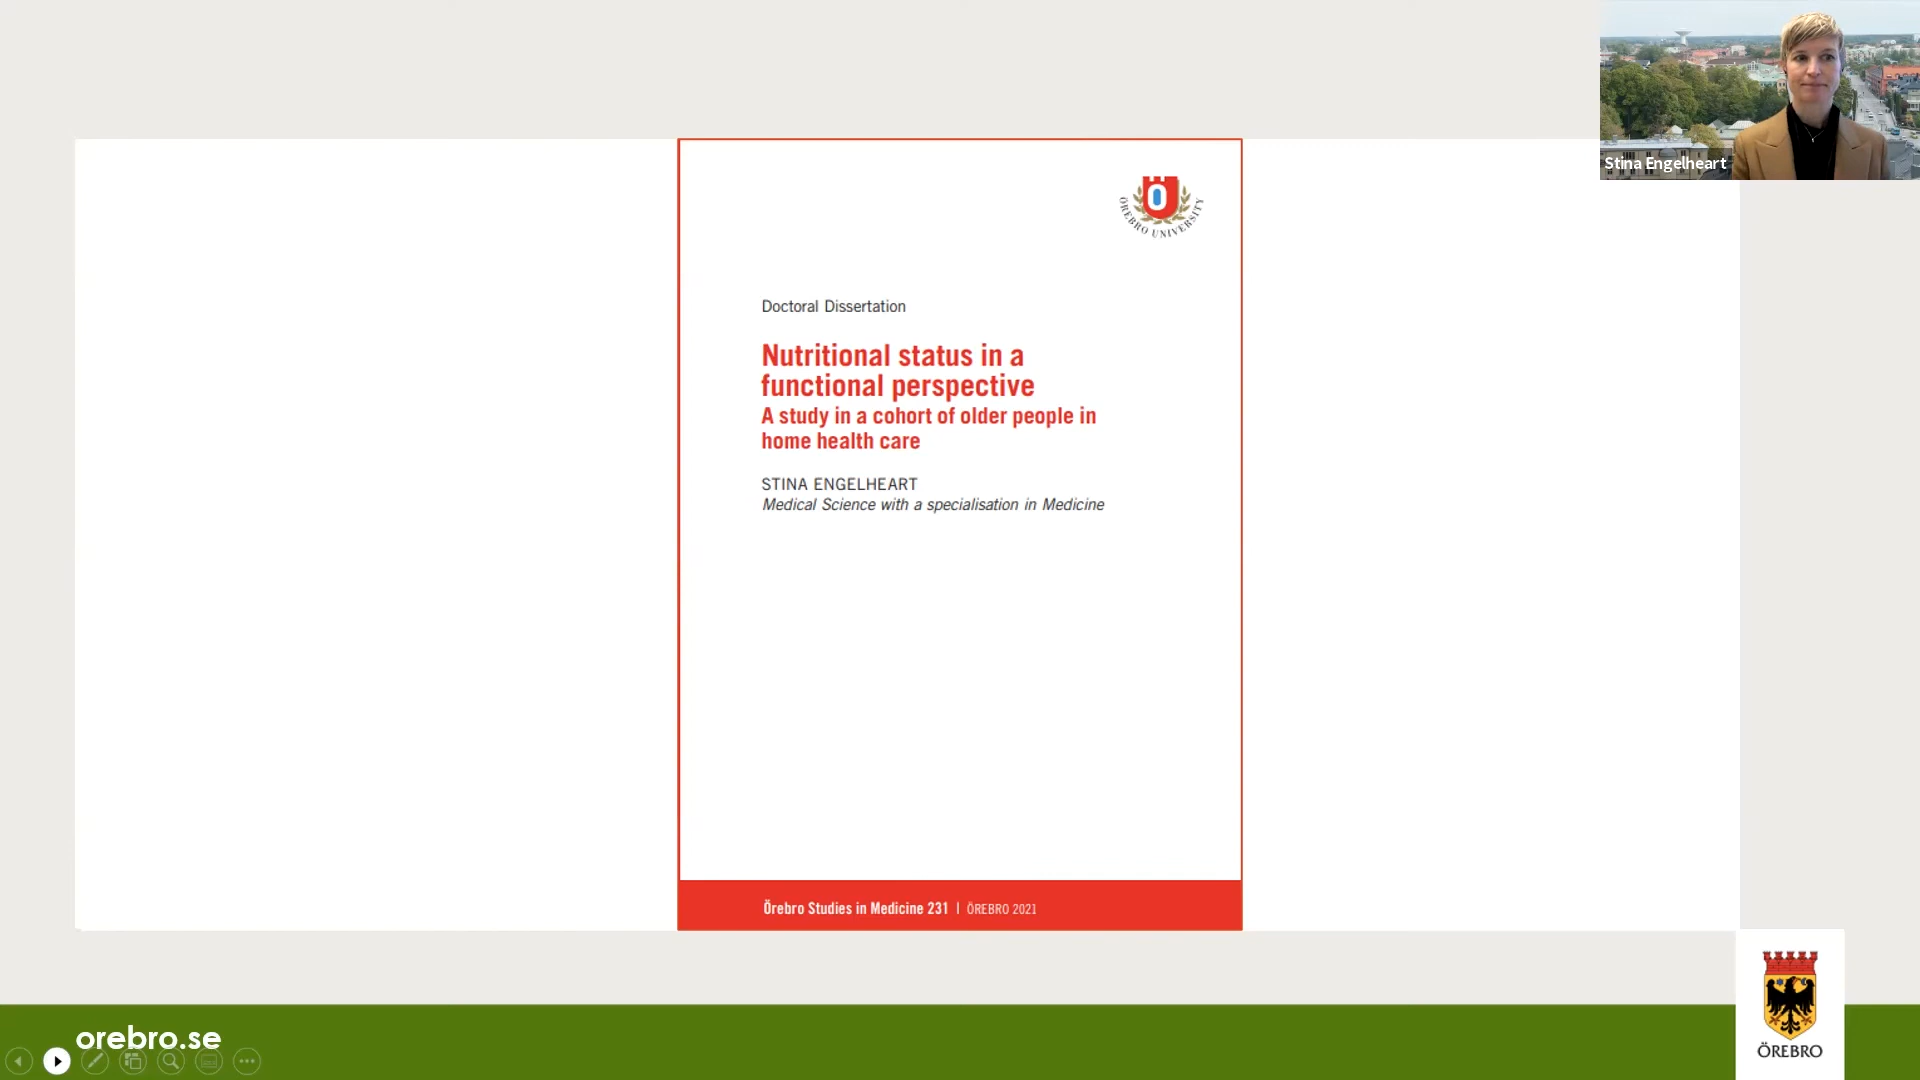 Stina Engelheart
ÖREBRO UNIVERSITY
Doctoral Dissertation
Nutritional status in a
functional perspective
A study in a cohort of older people in
home health care
STINA ENGELHEART
Medical Science with a specialisation in Medicine
Örebro Studies in Medicine 231 | ÖREBRO 2021
orebro.se
ÖREBRO